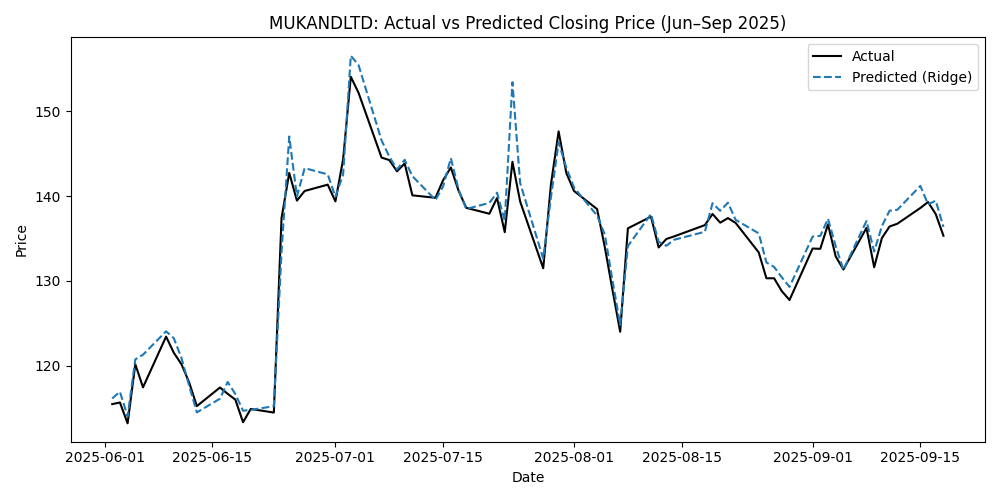 MUKANDLTD: Actual vs Predicted Closing Price (Jun–Sep 2025)
Actual
Predicted (Ridge)
Price
150
140
130
120
2025-06-01 2025-06-15 2025-07-01 2025-07-15 2025-08-01 2025-08-15 2025-09-01 2025-09-15
Date